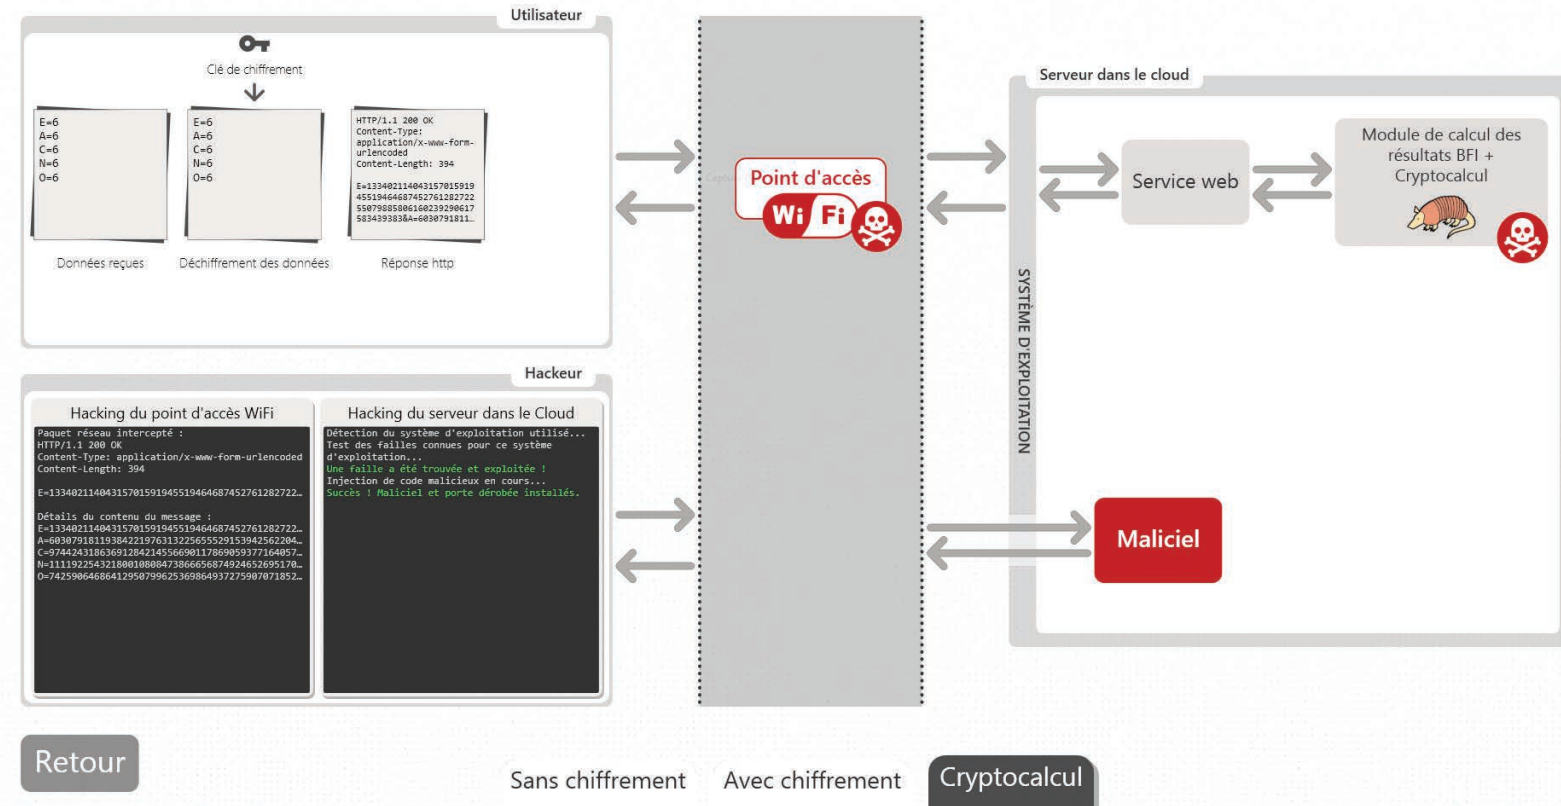 Utilisateur
Clé de chiffrement
E=6
A=6
C=6
N=6
O=6
Données reçues
E=6
A=6
C=6
N=6
O=6
Déchiffrement des données
HTTP/1.1 200 OK
Content-Type:
application/x-www-form-
urlencoded
Content-Length: 394
E=133402114043157015919
45519464687452761282722
55079885806160239290617
583439383&A=6030791811…
Réponse http
Point d'accès
Wi Fi
Serveur dans le cloud
SYSTÈME D'EXPLOITATION
Service web
Module de calcul des
résultats BFI +
Cryptocalcul
Maliciel
Hackeur
Hacking du point d'accès WiFi
Paquet réseau intercepté :
HTTP/1.1 200 OK
Content-Type: application/x-www-form-urlencoded
Content-Length: 394
E=13340211404315701591945519464687452761282722…
Détails du contenu du message :
E=13340211404315701591945519464687452761282722…
A=60307918119384221976313225655529153942562204…
C=97442431863691284214556690117869059377164057…
N=11119225432180010808473866656874924652695170…
O=74259064686412950799625369864937275907071852…
Hacking du serveur dans le Cloud
Détection du système d'exploitation utilisé...
Test des failles connues pour ce système
d'exploitation...
Une faille a été trouvée et exploitée !
Injection de code malicieux en cours...
Succès ! Maliciel et porte dérobée installés.
Retour
Sans chiffrement
Avec chiffrement
Cryptocalcul